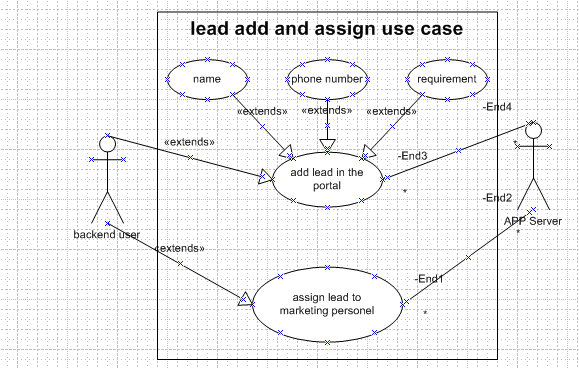 lead add and assign use case
name
phone number
requirement
«extends»
«extends»
«extends»
-End4
«extends»
-End3
add lead in the
portal
*
*
-End2
backend user
APP Server
*
«extends»
-End1
assign lead to
marketing personel
*